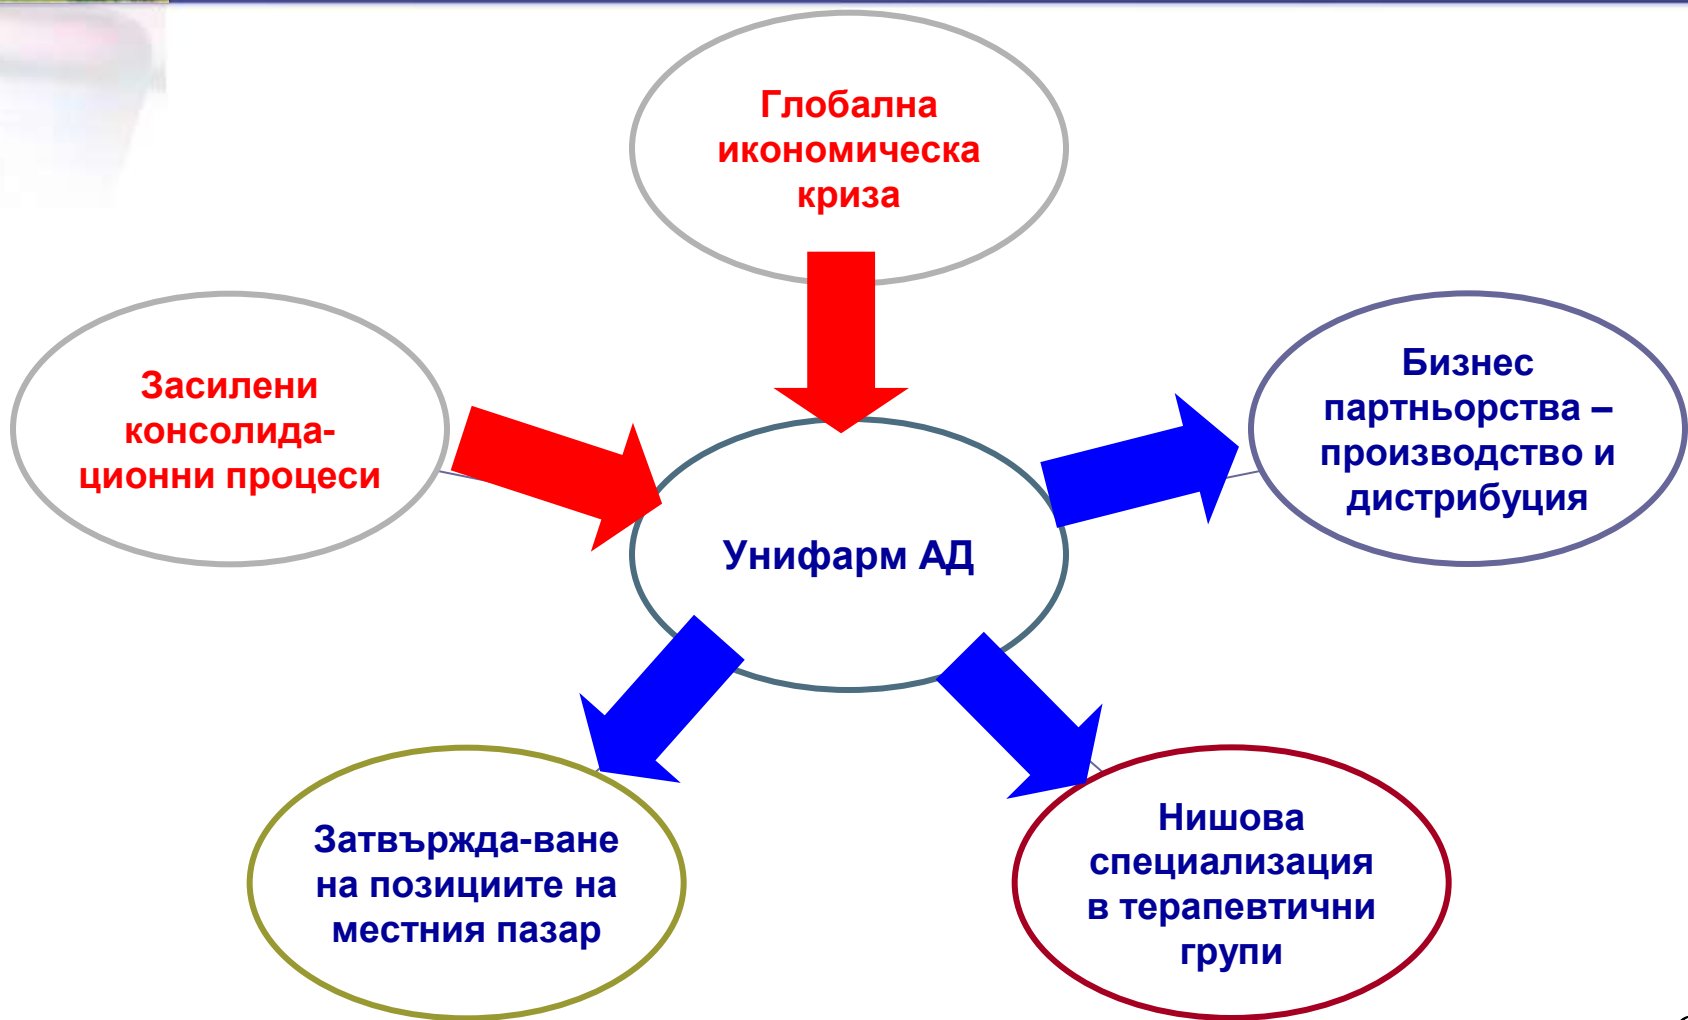 Глобална
икономическа
криза
Засилени
консолида-
ционни процеси
Бизнес
партньорства –
производство и
дистрибуция
Унифарм АД
Затвържда-ване
на позициите на
местния пазар
Нишова
специализация
в терапевтични
групи